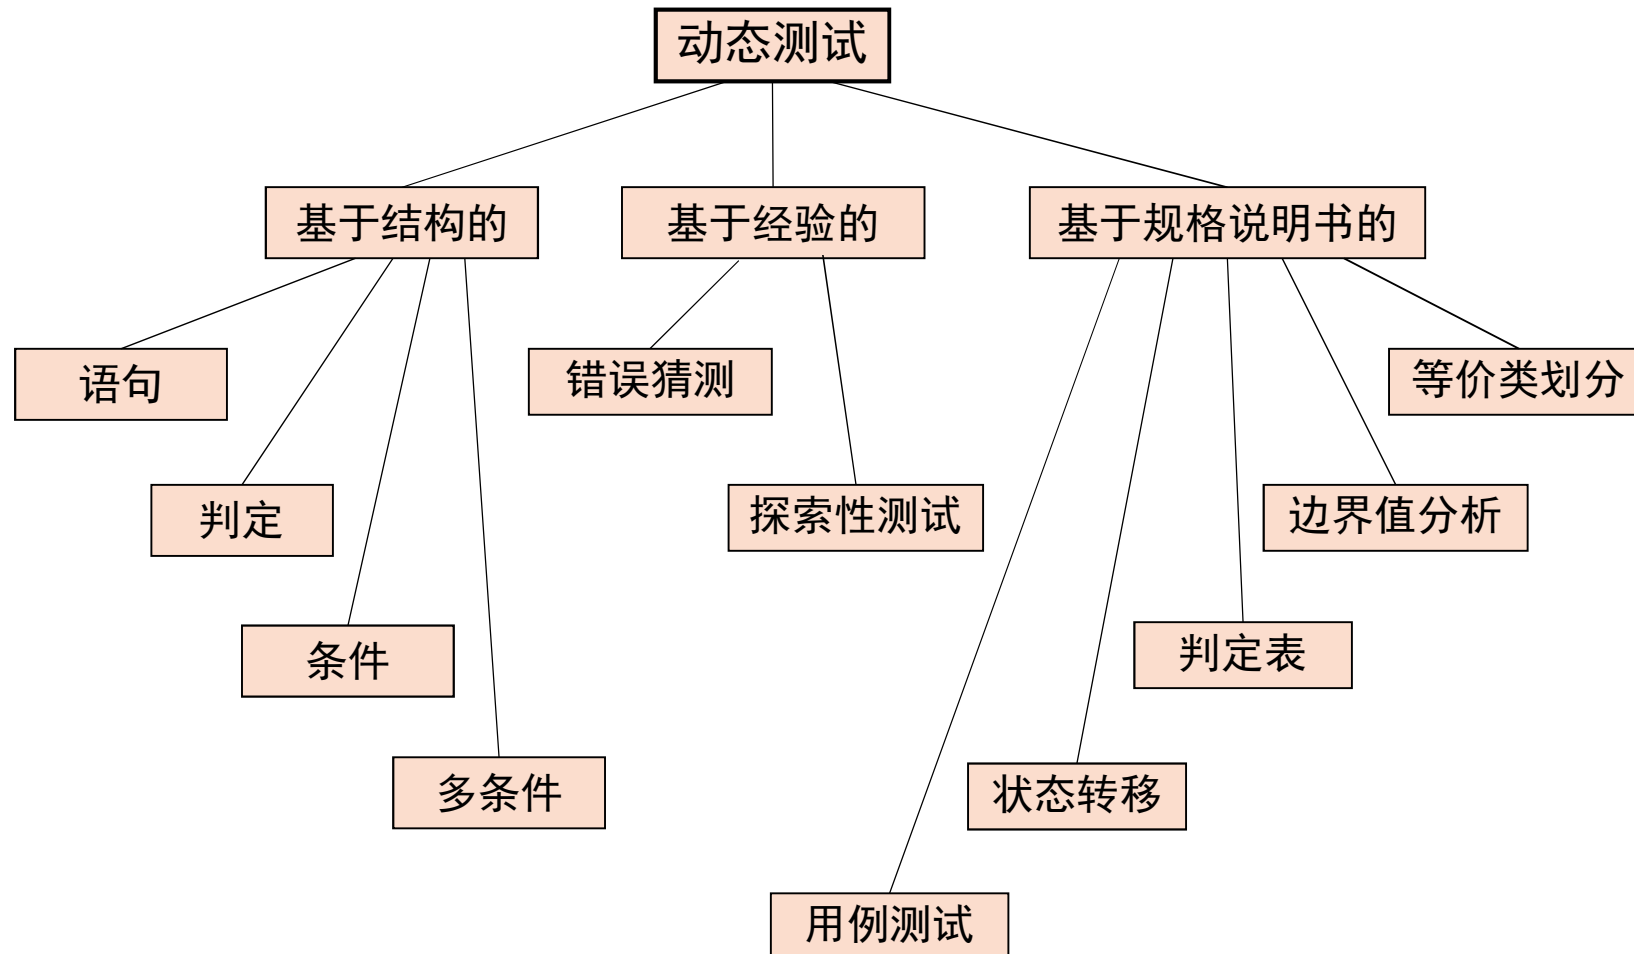 动态测试
基于结构的
基于经验的
基于规格说明书的
语句
错误猜测
等价类划分
判定
探索性测试
边界值分析
条件
判定表
多条件
状态转移
用例测试